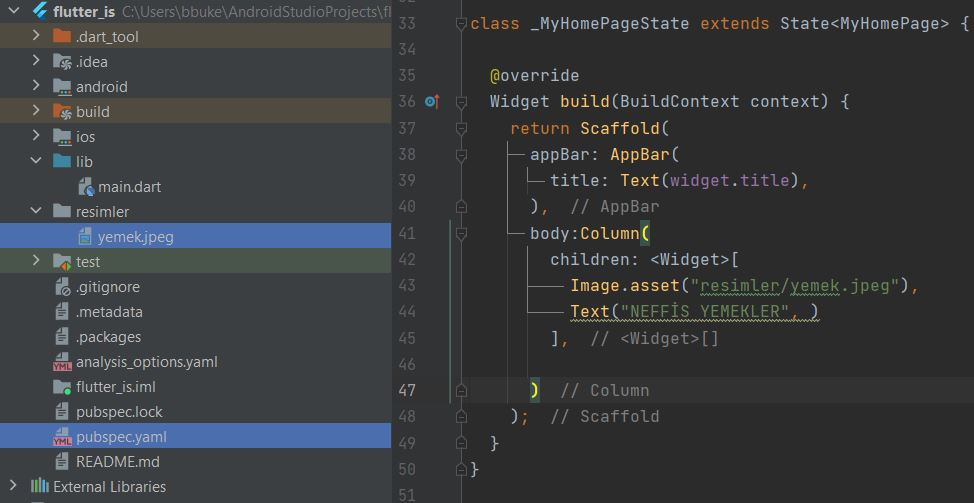 flutter_is C:\Users\bbuke\AndroidStudioProjects\fl
.dart_tool
.idea
android
build
ios
lib
main.dart
resimler
yemek.jpeg
test
.gitignore
.metadata
.packages
analysis_options.yaml
flutter_is.iml
pubspec.lock
pubspec.yaml
README.md
External Libraries
33 class _MyHomePageState extends State<MyHomePage> {
34
35 @override
36 Widget build(BuildContext context) {
37 return Scaffold(
38 appBar: AppBar(
39 title: Text(widget.title),
40 ), // AppBar
41 body:Column(
42 children: <Widget>[
43 Image.asset("resimler/yemek.jpeg"),
44 Text("NEFFİS YEMEKLER", )
45 ], // <Widget>[]
46
47 ) // Column
48 ); // Scaffold
49 }
50 }
51